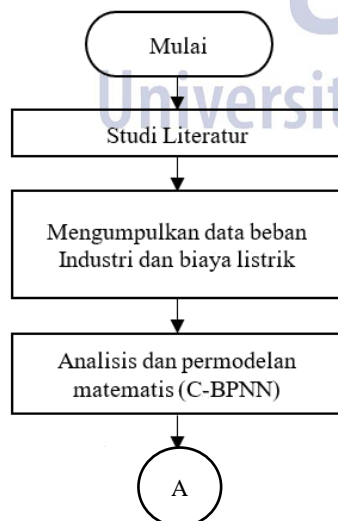 Mulai
Universit
Studi Literatur
Mengumpulkan data beban
Industri dan biaya listrik
Analisis dan permodelan
matematis (C-BPNN)
A